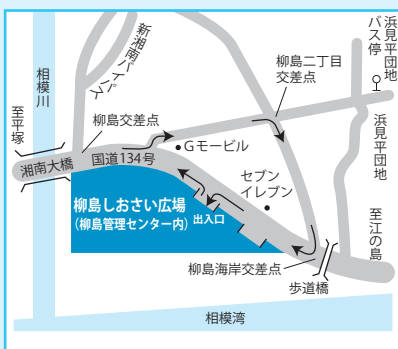 浜見平団地
バス停
新湘南バイパス
相模川
柳島二丁目
交差点
至平塚
柳島交差点
浜見平団地
Gモービル
湘南大橋
国道134号
セブン
イレブン
柳島しおさい広場
(柳島管理センター内)
出入口
至江の島
柳島海岸交差点
歩道橋
相模湾